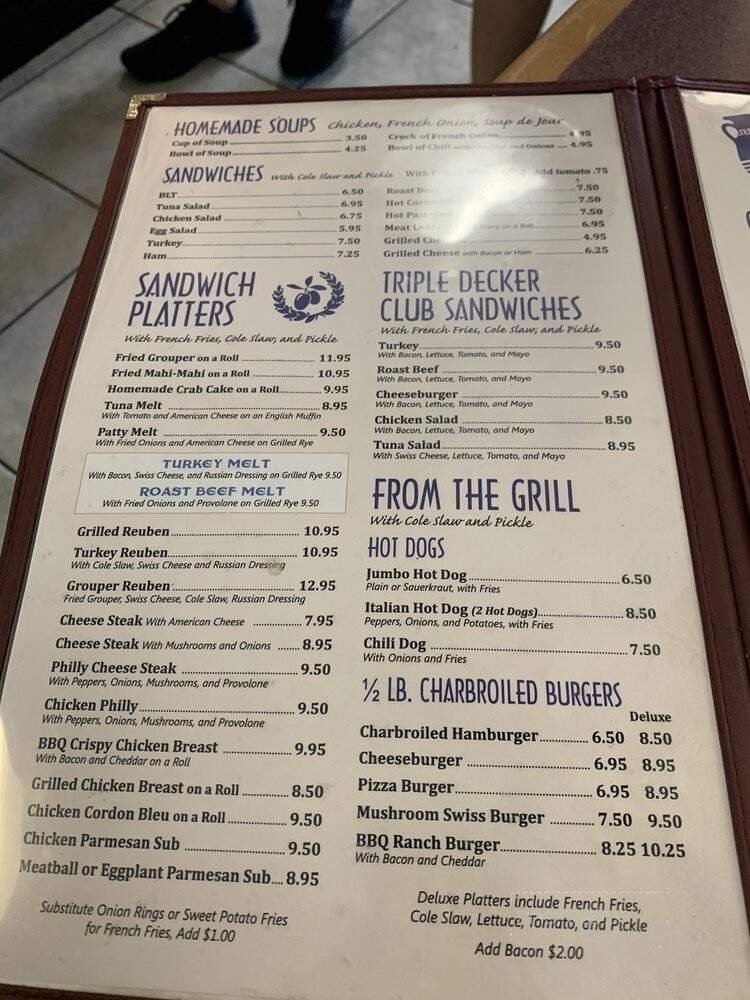 HOMEMADE SOUPS Chicken, French Onion, Soup de Jour
Cup of Soup 3.50
Bowl of Soup 4.25
Crock of French Onion 4.95
Bowl of Chili and Onions 4.95
SANDWICHES With Cole Slaw and Pickle With Add tomato .75
BLT 6.50
Tuna Salad 6.95
Chicken Salad 6.75
Egg Salad 5.95
Turkey 7.50
Ham 7.25
Roast 7.50
Hot 7.50
Hot 7.50
Meat 6.95
Grilled 4.95
Grilled Cheese with Bacon or Ham 6.25
SANDWICH
PLATTERS
With French Fries, Cole Slaw, and Pickle
Fried Grouper on a Roll 11.95
Fried Mahi-Mahi on a Roll 10.95
Homemade Crab Cake on a Roll 9.95
Tuna Melt 8.95
With Tomato and American Cheese on an English Muffin
Patty Melt 9.50
With Fried Onions and American Cheese on Grilled Rye
TURKEY MELT
With Bacon, Swiss Cheese, and Russian Dressing on Grilled Rye 9.50
ROAST BEEF MELT
With Fried Onions and Provolone on Grilled Rye 9.50
Grilled Reuben 10.95
Turkey Reuben 10.95
With Cole Slaw, Swiss Cheese and Russian Dressing
Grouper Reuben 12.95
Fried Grouper, Swiss Cheese, Cole Slaw, Russian Dressing
Cheese Steak With American Cheese 7.95
Cheese Steak With Mushrooms and Onions 8.95
Philly Cheese Steak 9.50
With Peppers, Onions, Mushrooms, and Provolone
Chicken Philly 9.50
With Peppers, Onions, Mushrooms, and Provolone
BBQ Crispy Chicken Breast 9.95
With Bacon and Cheddar on a Roll
Grilled Chicken Breast on a Roll 8.50
Chicken Cordon Bleu on a Roll 9.50
Chicken Parmesan Sub 9.50
Meatball or Eggplant Parmesan Sub 8.95
Substitute Onion Rings or Sweet Potato Fries
for French Fries, Add $1.00
TRIPLE DECKER
CLUB SANDWICHES
With French Fries, Cole Slaw, and Pickle
Turkey 9.50
With Bacon, Lettuce, Tomato, and Mayo
Roast Beef 9.50
With Bacon, Lettuce, Tomato, and Mayo
Cheeseburger 9.50
With Bacon, Lettuce, Tomato, and Mayo
Chicken Salad 8.50
With Bacon, Lettuce, Tomato, and Mayo
Tuna Salad 8.95
With Swiss Cheese, Lettuce, Tomato, and Mayo
FROM THE GRILL
With Cole Slaw and Pickle
HOT DOGS
Jumbo Hot Dog 6.50
Plain or Sauerkraut, with Fries
Italian Hot Dog (2 Hot Dogs) 8.50
Peppers, Onions, and Potatoes, with Fries
Chili Dog 7.50
With Onions and Fries
½ LB. CHARBROILED BURGERS
Deluxe
Charbroiled Hamburger 6.50 8.50
Cheeseburger 6.95 8.95
Pizza Burger 6.95 8.95
Mushroom Swiss Burger 7.50 9.50
BBQ Ranch Burger 8.25 10.25
With Bacon and Cheddar
Deluxe Platters include French Fries,
Cole Slaw, Lettuce, Tomato, and Pickle
Add Bacon $2.00